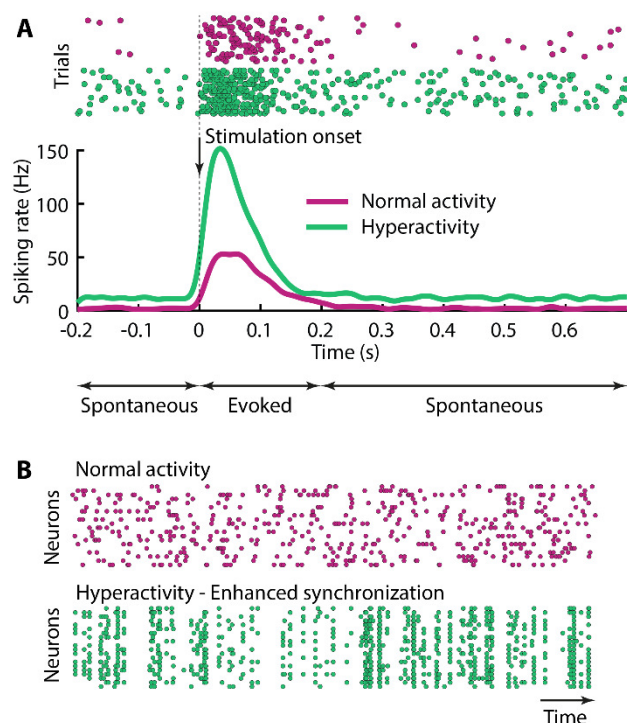 A
Trials
Stimulation onset
Spiking rate (Hz)
150
100
50
0
Normal activity
Hyperactivity
-0.2 -0.1 0 0.1 0.2 0.3 0.4 0.5 0.6
Time (s)
Spontaneous Evoked Spontaneous
B
Normal activity
Neurons
Hyperactivity - Enhanced synchronization
Neurons
Time